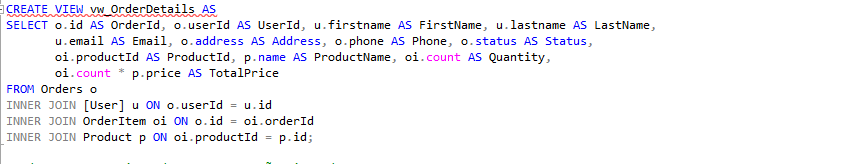 CREATE VIEW vw_OrderDetails AS
SELECT o.id AS OrderId, o.userId AS UserId, u.firstname AS FirstName, u.lastname AS LastName,
u.email AS Email, o.address AS Address, o.phone AS Phone, o.status AS Status,
oi.productId AS ProductId, p.name AS ProductName, oi.count AS Quantity,
oi.count * p.price AS TotalPrice
FROM Orders o
INNER JOIN [User] u ON o.userId = u.id
INNER JOIN OrderItem oi ON o.id = oi.orderId
INNER JOIN Product p ON oi.productId = p.id;